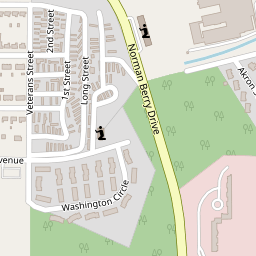 Veterans Street
2nd Street
1st Street
Long Street
Norman Berry Drive
Akron S
venue
Washington Circle